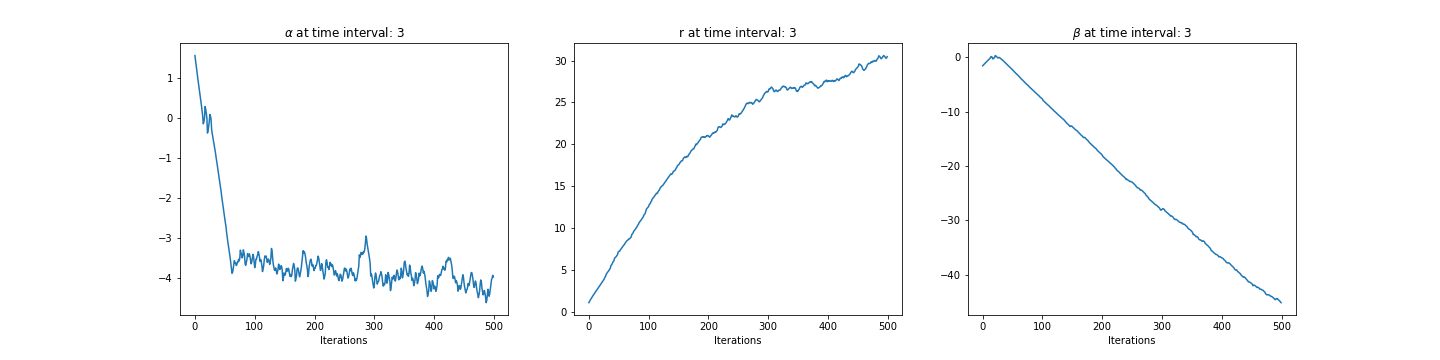 α at time interval: 3
1
0
−1
−2
−3
−4
0 100 200 300 400 500
Iterations
r at time interval: 3
30
25
20
15
10
5
0
0 100 200 300 400 500
Iterations
β at time interval: 3
0
−10
−20
−30
−40
0 100 200 300 400 500
Iterations